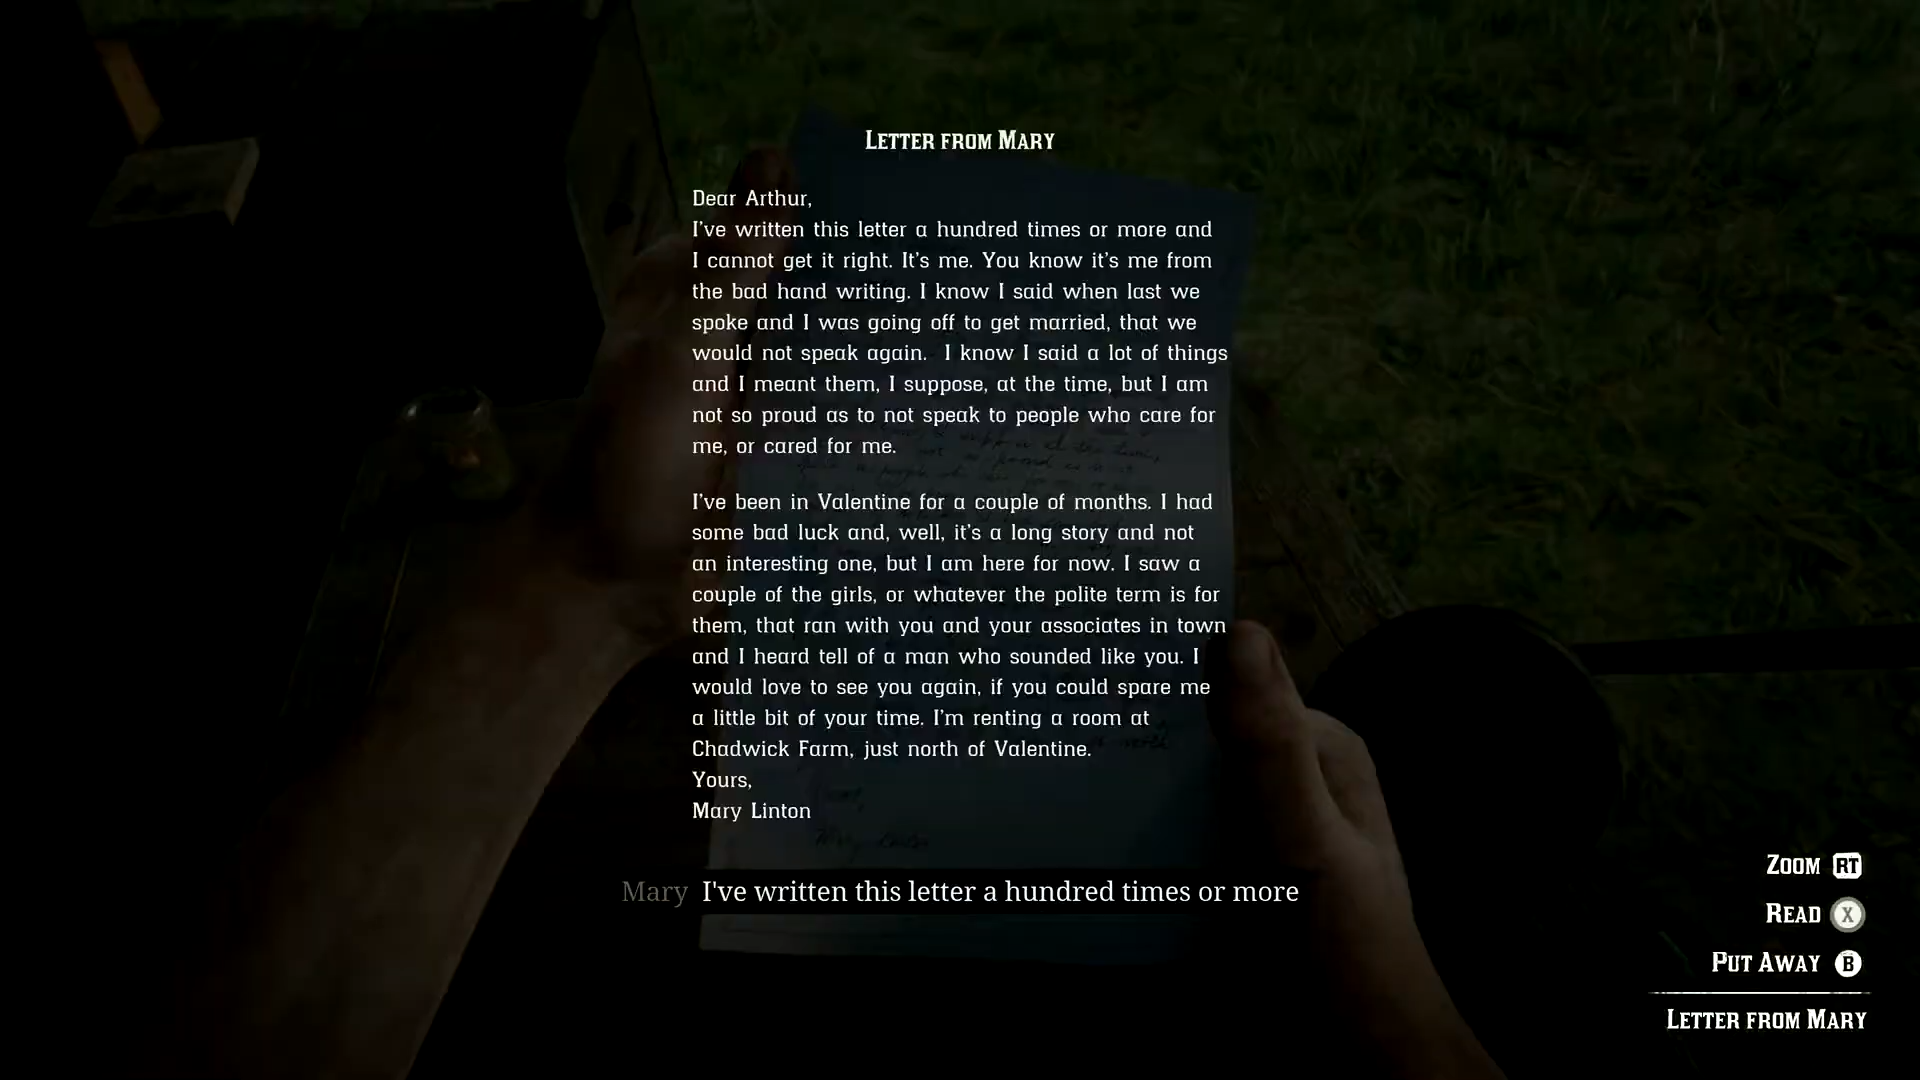 LETTER FROM MARY
Dear Arthur,
I've written this letter a hundred times or more and
I cannot get it right. It's me. You know it's me from
the bad hand writing. I know I said when last we
spoke and I was going off to get married, that we
would not speak again.  I know I said a lot of things
and I meant them, I suppose, at the time, but I am
not so proud as to not speak to people who care for
me, or cared for me.
I've been in Valentine for a couple of months. I had
some bad luck and, well, it's a long story and not
an interesting one, but I am here for now. I saw a
couple of the girls, or whatever the polite term is for
them, that ran with you and your associates in town
and I heard tell of a man who sounded like you. I
would love to see you again, if you could spare me
a little bit of your time. I'm renting a room at
Chadwick Farm, just north of Valentine.
Yours,
Mary Linton
Mary I've written this letter a hundred times or more
ZOOM RT
READ X
PUT AWAY B
LETTER FROM MARY